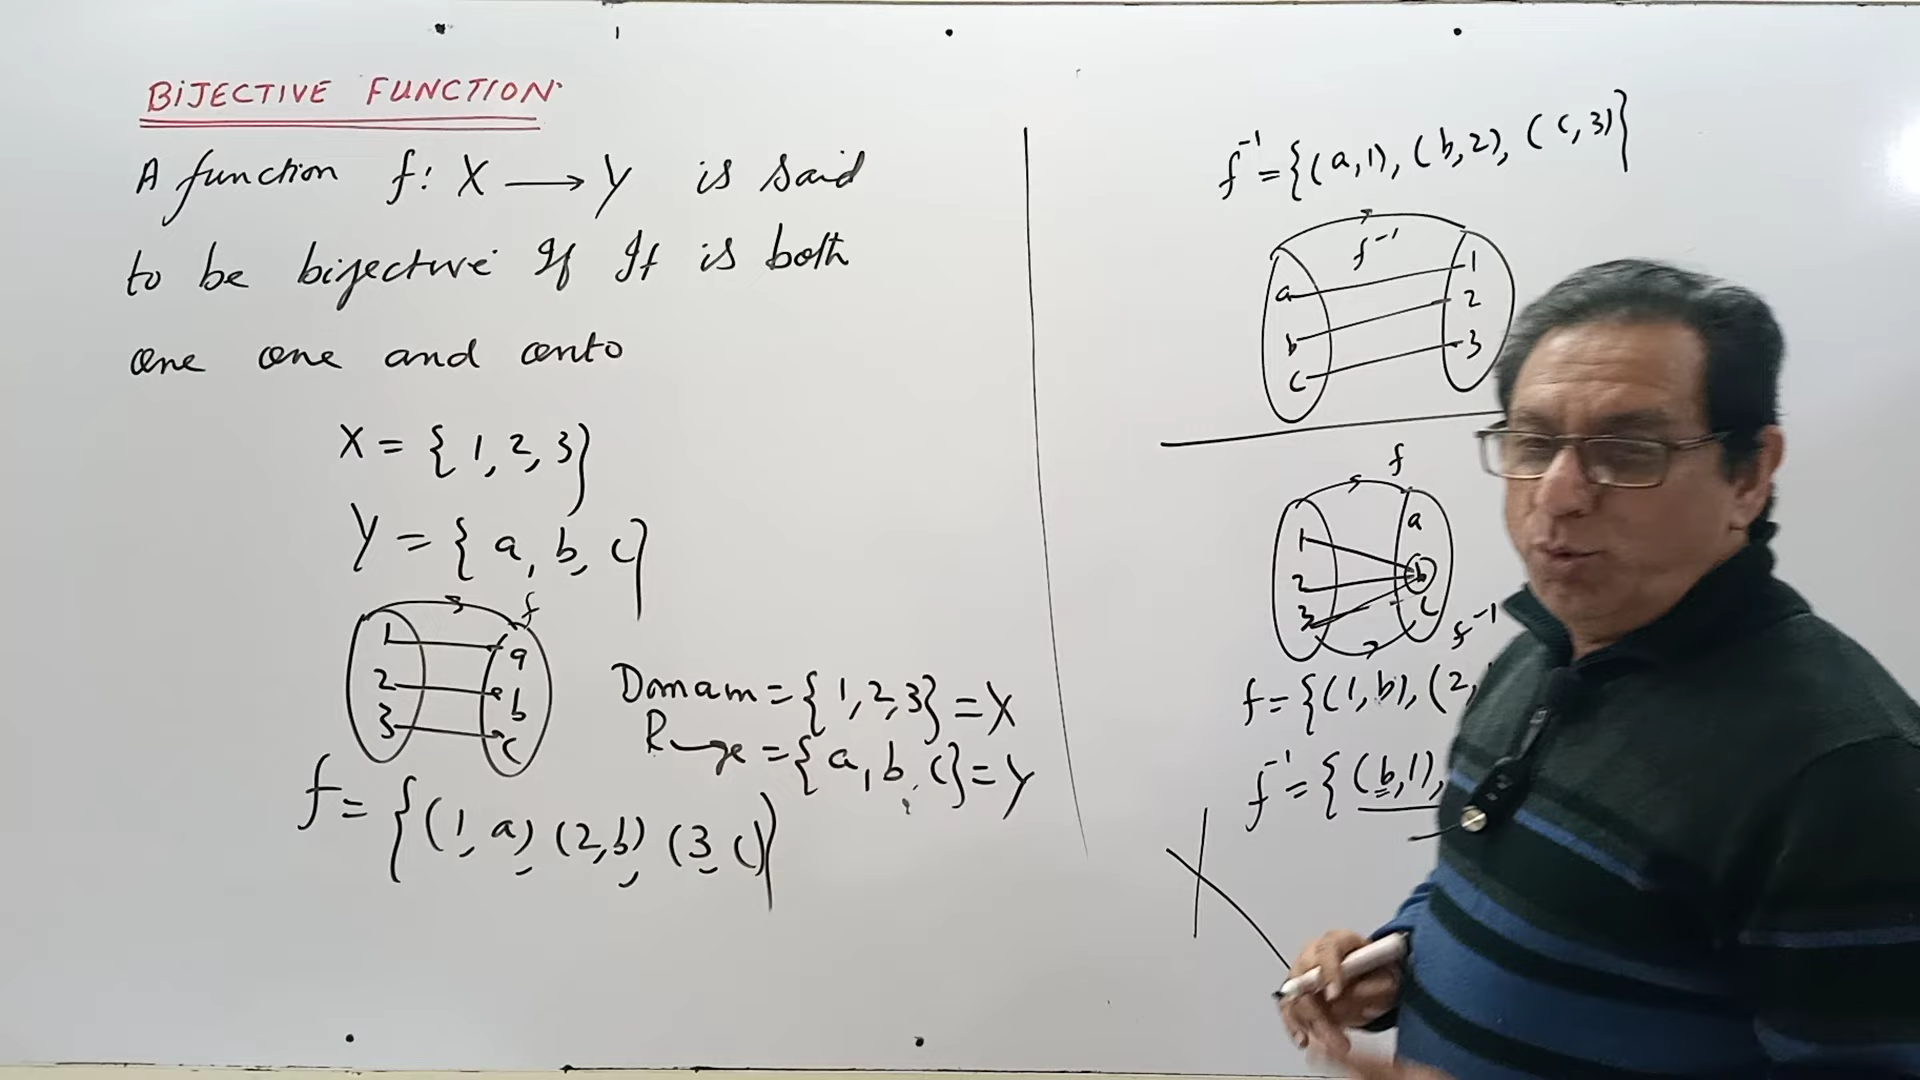 BIJECTIVE FUNCTION
A function f: X → Y is said
to be bijective If It is both
one one and onto
X = {1, 2, 3}
Y = {a, b, c}
f
1 a
2 b
3 c
Domain = {1, 2, 3} = X
Range = {a, b, c} = Y
f = {(1, a), (2, b), (3, c)}
f⁻¹ = {(a, 1), (b, 2), (c, 3)}
f⁻¹
a 1
b 2
c 3
f
1 a
2 b
3 c
f⁻¹
f = {(1, b), (2,
f⁻¹ = {(b, 1),